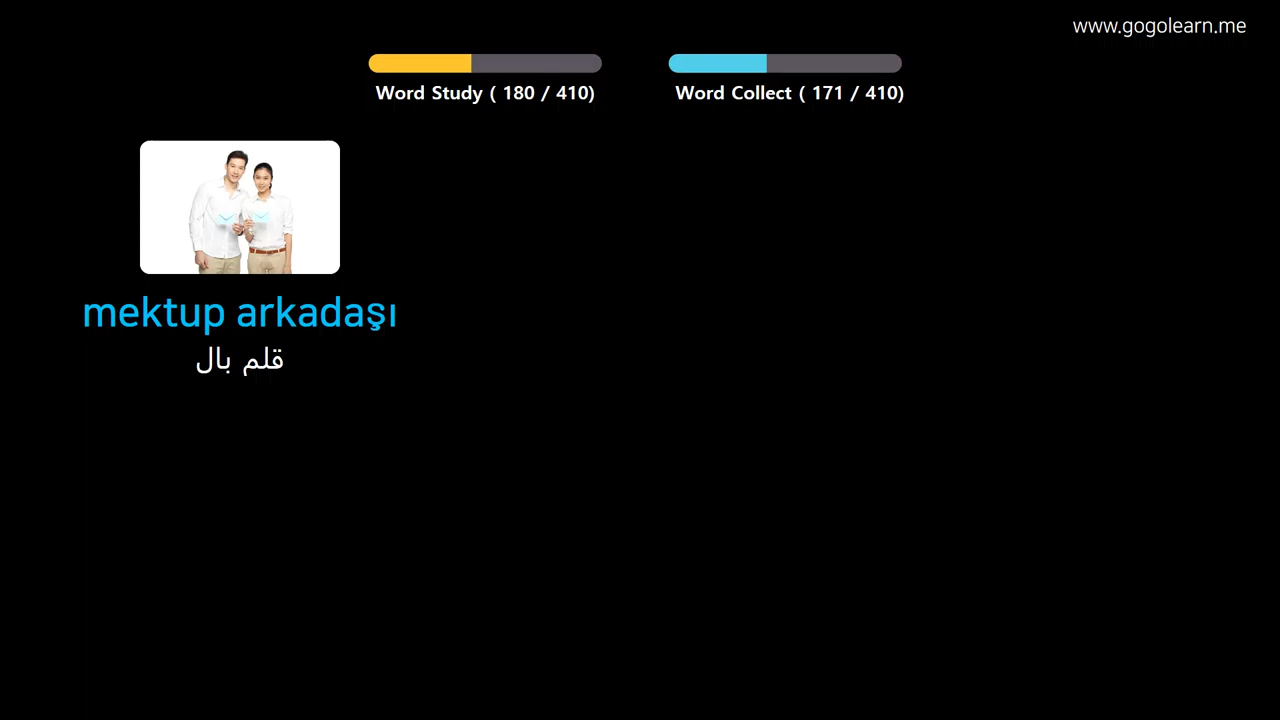 www.gogolearn.me
Word Study ( 180 / 410)
Word Collect ( 171 / 410)
mektup arkadaşı
قلم بال